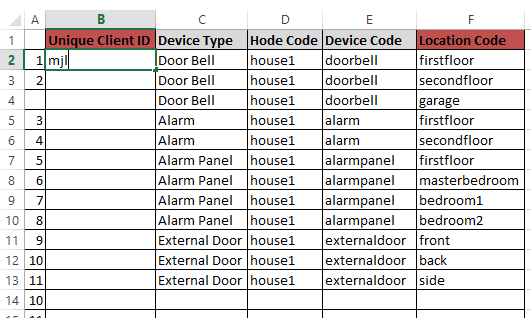 A B C D E F
1 Unique Client ID Device Type Hode Code Device Code Location Code
2 1 mjl Door Bell house1 doorbell firstfloor
3 2 Door Bell house1 doorbell secondfloor
4 Door Bell house1 doorbell garage
5 3 Alarm house1 alarm firstfloor
6 4 Alarm house1 alarm secondfloor
7 5 Alarm Panel house1 alarmpanel firstfloor
8 6 Alarm Panel house1 alarmpanel masterbedroom
9 7 Alarm Panel house1 alarmpanel bedroom1
10 8 Alarm Panel house1 alarmpanel bedroom2
11 9 External Door house1 externaldoor front
12 10 External Door house1 externaldoor back
13 11 External Door house1 externaldoor side
14 10